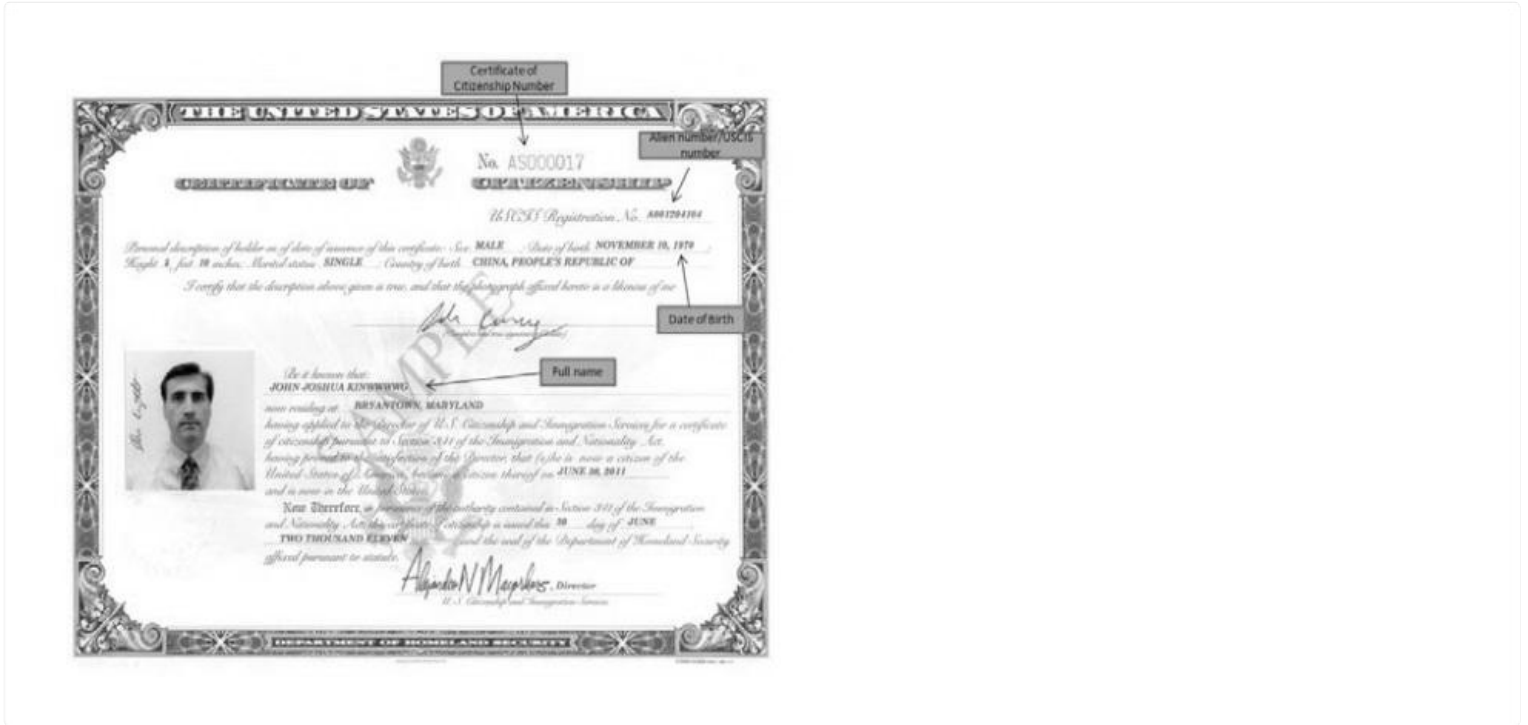 Certificate of
Citizenship Number
THE UNITED STATES OF AMERICA
Alien number/USCIS
number
No. AS000017
CERTIFICATE OF CITIZENSHIP
USCIS Registration No. A001204104
Personal description of holder as of date of issuance of this certificate: Sex MALE ; Date of birth NOVEMBER 10, 1970 ;
Height 5 feet 10 inches; Marital status SINGLE ; Country of birth CHINA, PEOPLE'S REPUBLIC OF
I certify that the description above given is true, and that the photograph affixed hereto is a likeness of me
Date of Birth
SAMPLE
Full name
Be it known that:
JOHN JOSHUA KINWWWWG
now residing at BRYANTOWN, MARYLAND
having applied to the Director of U.S. Citizenship and Immigration Services for a certificate
of citizenship pursuant to Section 341 of the Immigration and Nationality Act,
having proved to the satisfaction of the Director, that (s)he is now a citizen of the
United States of America, became a citizen thereof on JUNE 30, 2011
and is now in the United States,
Now Therefore, in pursuance of the authority contained in Section 341 of the Immigration
and Nationality Act, this certificate of citizenship is issued this 30 day of JUNE
TWO THOUSAND ELEVEN and the seal of the Department of Homeland Security
affixed pursuant to statute.
, Director
U.S. Citizenship and Immigration Services
DEPARTMENT OF HOMELAND SECURITY